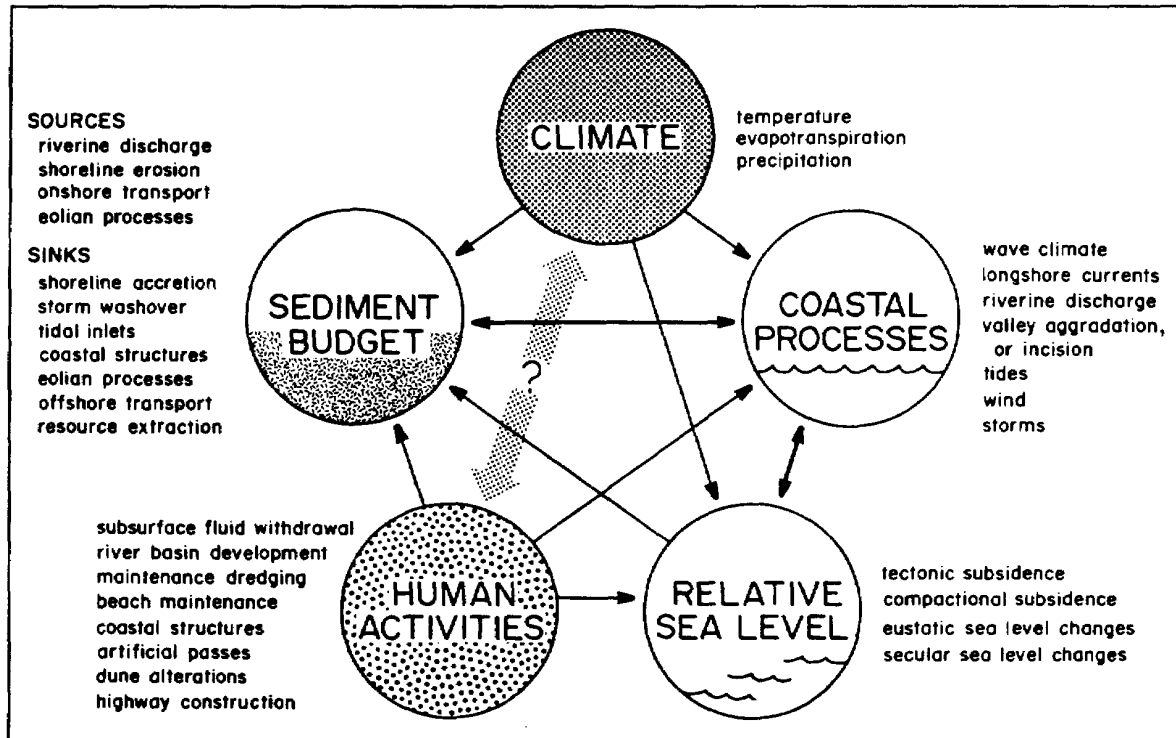 CLIMATE
temperature
evapotranspiration
precipitation
SOURCES
riverine discharge
shoreline erosion
onshore transport
eolian processes
SINKS
shoreline accretion
storm washover
tidal inlets
coastal structures
eolian processes
offshore transport
resource extraction
SEDIMENT
BUDGET
COASTAL
PROCESSES
wave climate
longshore currents
riverine discharge
valley aggradation,
or incision
tides
wind
storms
?
subsurface fluid withdrawal
river basin development
maintenance dredging
beach maintenance
coastal structures
artificial passes
dune alterations
highway construction
HUMAN
ACTIVITIES
RELATIVE
SEA LEVEL
tectonic subsidence
compactional subsidence
eustatic sea level changes
secular sea level changes